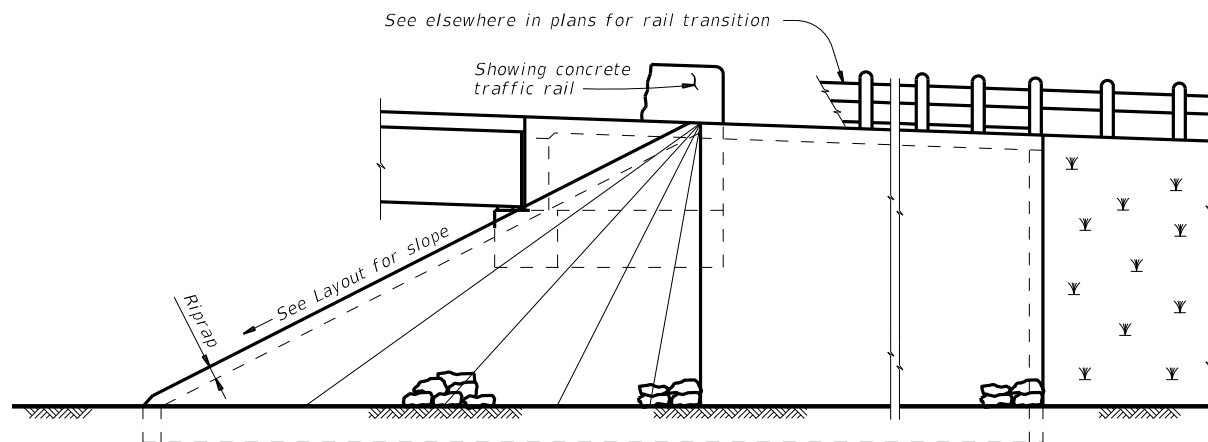 See elsewhere in plans for rail transition
Showing concrete
traffic rail
See Layout for slope
Riprap